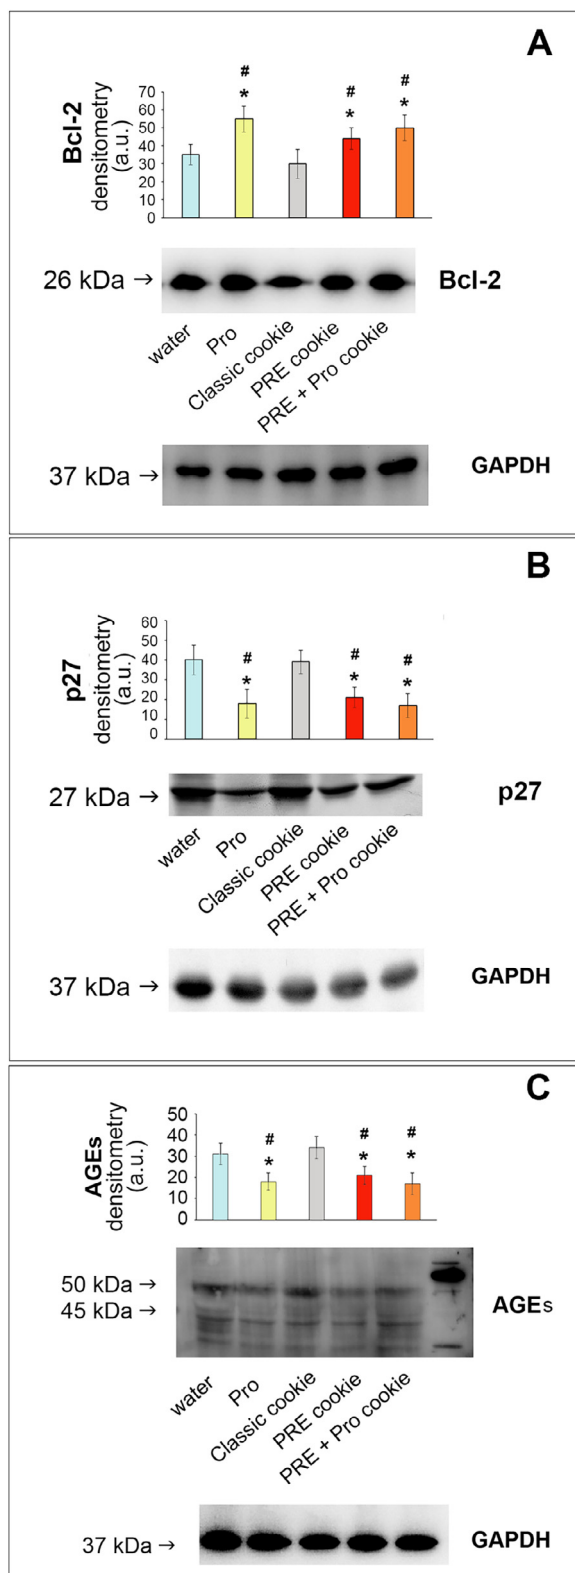 A
Bcl-2
densitometry
(a.u.)
70
60
50
40
30
20
10
0
#
*
#
*
#
*
26 kDa →
Bcl-2
water
Pro
Classic cookie
PRE cookie
PRE + Pro cookie
37 kDa →
GAPDH
B
p27
densitometry
(a.u.)
60
50
40
30
20
10
0
#
*
#
*
#
*
27 kDa →
p27
water
Pro
Classic cookie
PRE cookie
PRE + Pro cookie
37 kDa →
GAPDH
C
AGEs
densitometry
(a.u.)
50
40
30
20
10
0
#
*
#
*
#
*
50 kDa →
45 kDa →
AGEs
water
Pro
Classic cookie
PRE cookie
PRE + Pro cookie
37 kDa →
GAPDH